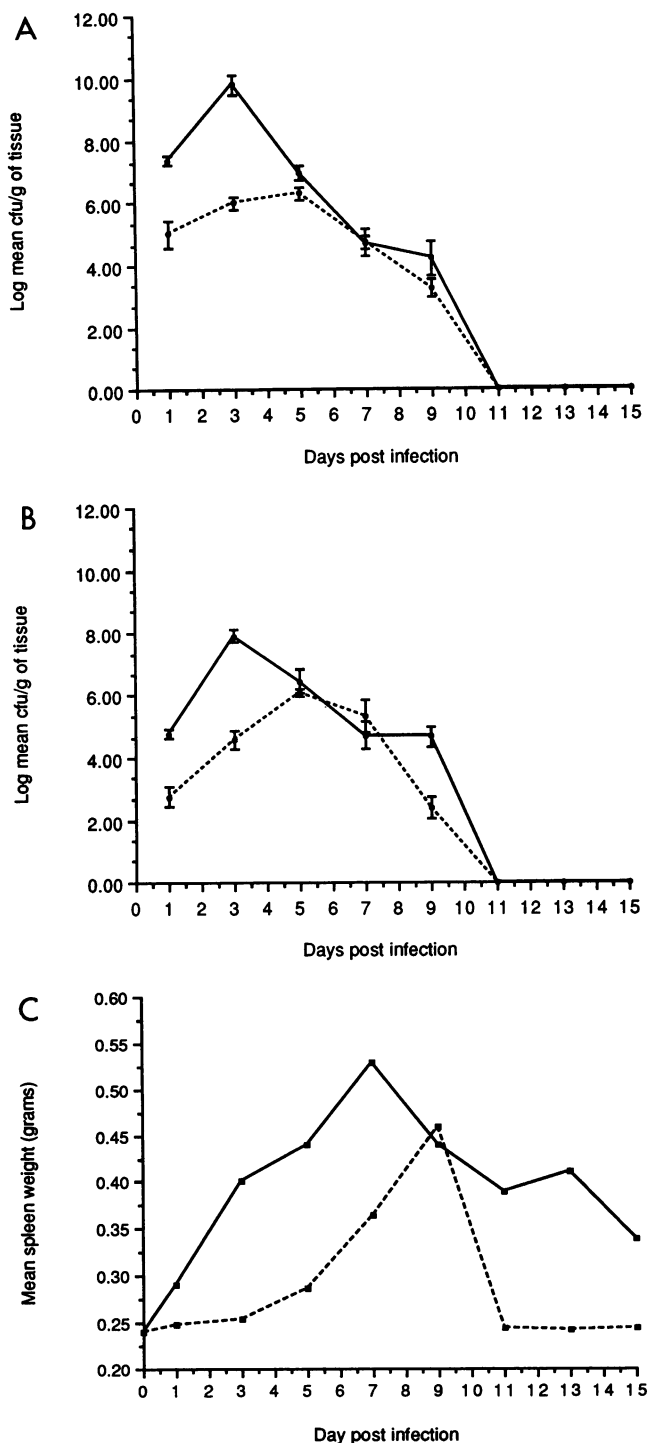 A
12.00
10.00
8.00
6.00
4.00
2.00
0.00
Log mean cfu/g of tissue
0 1 2 3 4 5 6 7 8 9 10 11 12 13 14 15
Days post infection
B
12.00
10.00
8.00
6.00
4.00
2.00
0.00
Log mean cfu/g of tissue
0 1 2 3 4 5 6 7 8 9 10 11 12 13 14 15
Days post infection
C
0.60
0.55
0.50
0.45
0.40
0.35
0.30
0.25
0.20
Mean spleen weight (grams)
0 1 2 3 4 5 6 7 8 9 10 11 12 13 14 15
Day post infection